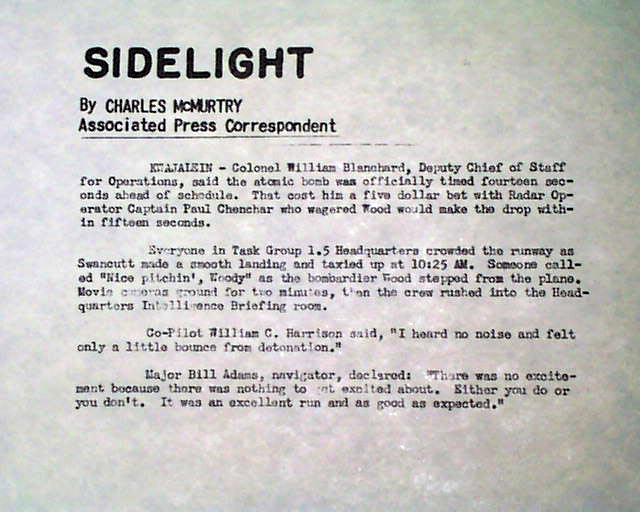 SIDELIGHT
By CHARLES McMURTRY
Associated Press Correspondent
KWAJALEIN - Colonel William Blanchard, Deputy Chief of Staff
for Operations, said the atomic bomb was officially timed fourteen sec-
onds ahead of schedule. That cost him a five dollar bet with Radar Op-
erator Captain Paul Chenchar who wagered Wood would make the drop with-
in fifteen seconds.
Everyone in Task Group 1.5 Headquarters crowded the runway as
Swancutt made a smooth landing and taxied up at 10:25 AM. Someone call-
ed "Nice pitchin', Woody" as the bombardier Wood stepped from the plane.
Movie cameras ground for two minutes, then the crew rushed into the Head-
quarters Intelligence Briefing room.
Co-Pilot William C. Harrison said, "I heard no noise and felt
only a little bounce from detonation."
Major Bill Adams, navigator, declared: "There was no excite-
ment because there was nothing to get excited about. Either you do or
you don't. It was an excellent run and as good as expected."